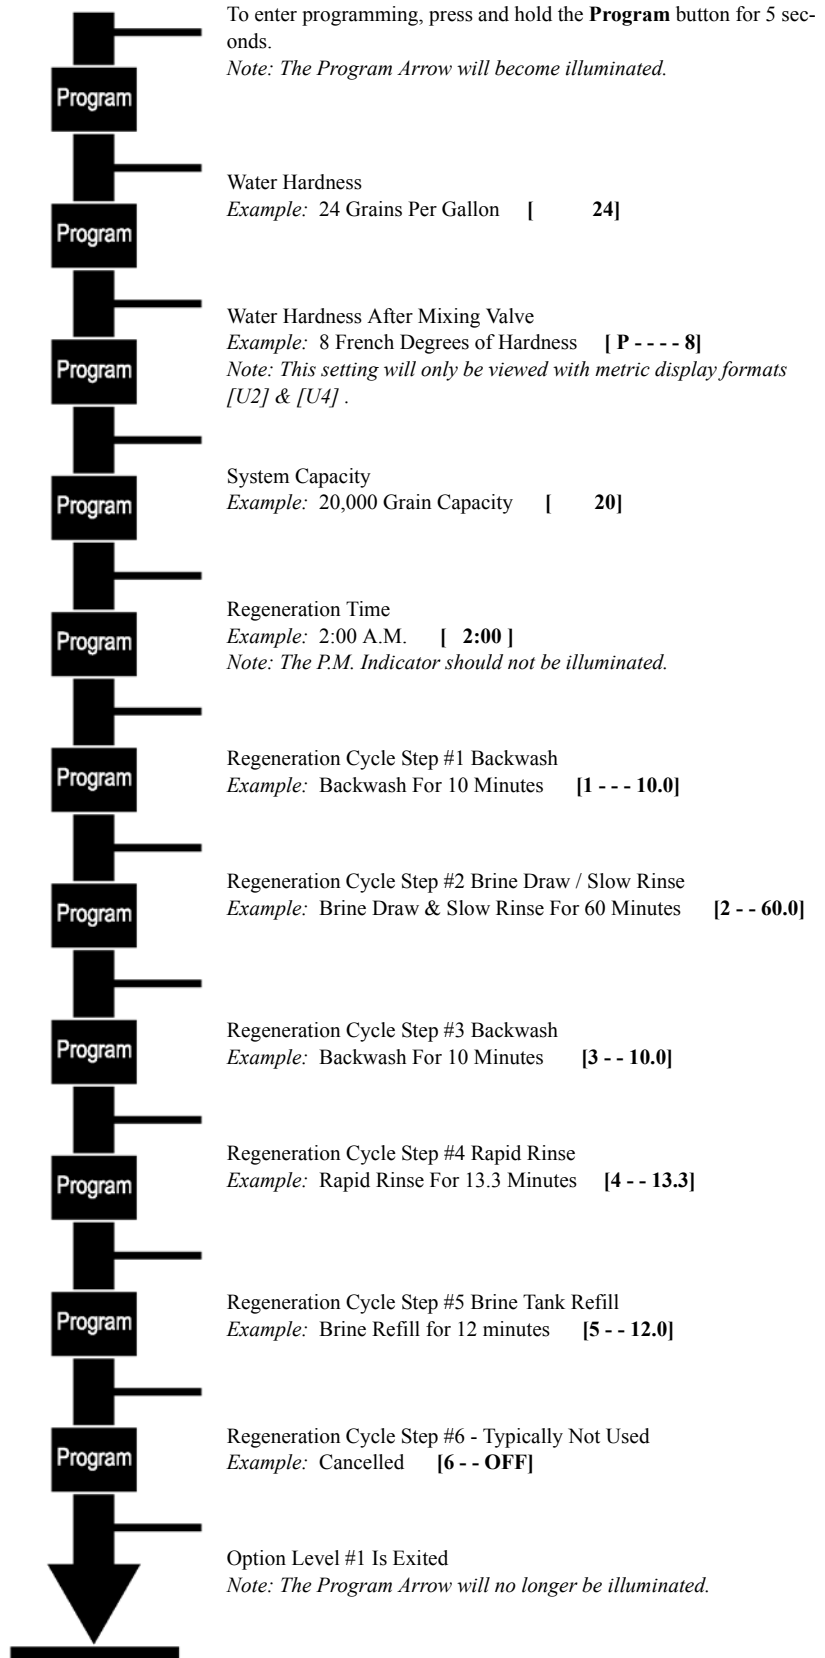 To enter programming, press and hold the Program button for 5 sec-
onds.
Note: The Program Arrow will become illuminated.
Program
Water Hardness
Example: 24 Grains Per Gallon [ 24]
Program
Water Hardness After Mixing Valve
Example: 8 French Degrees of Hardness [ P - - - - 8]
Note: This setting will only be viewed with metric display formats
[U2] & [U4] .
Program
System Capacity
Example: 20,000 Grain Capacity [ 20]
Program
Regeneration Time
Example: 2:00 A.M. [ 2:00 ]
Note: The P.M. Indicator should not be illuminated.
Program
Regeneration Cycle Step #1 Backwash
Example: Backwash For 10 Minutes [1 - - - 10.0]
Program
Regeneration Cycle Step #2 Brine Draw / Slow Rinse
Example: Brine Draw & Slow Rinse For 60 Minutes [2 - - 60.0]
Program
Regeneration Cycle Step #3 Backwash
Example: Backwash For 10 Minutes [3 - - 10.0]
Program
Regeneration Cycle Step #4 Rapid Rinse
Example: Rapid Rinse For 13.3 Minutes [4 - - 13.3]
Program
Regeneration Cycle Step #5 Brine Tank Refill
Example: Brine Refill for 12 minutes [5 - - 12.0]
Program
Regeneration Cycle Step #6 - Typically Not Used
Example: Cancelled [6 - - OFF]
Program
Option Level #1 Is Exited
Note: The Program Arrow will no longer be illuminated.